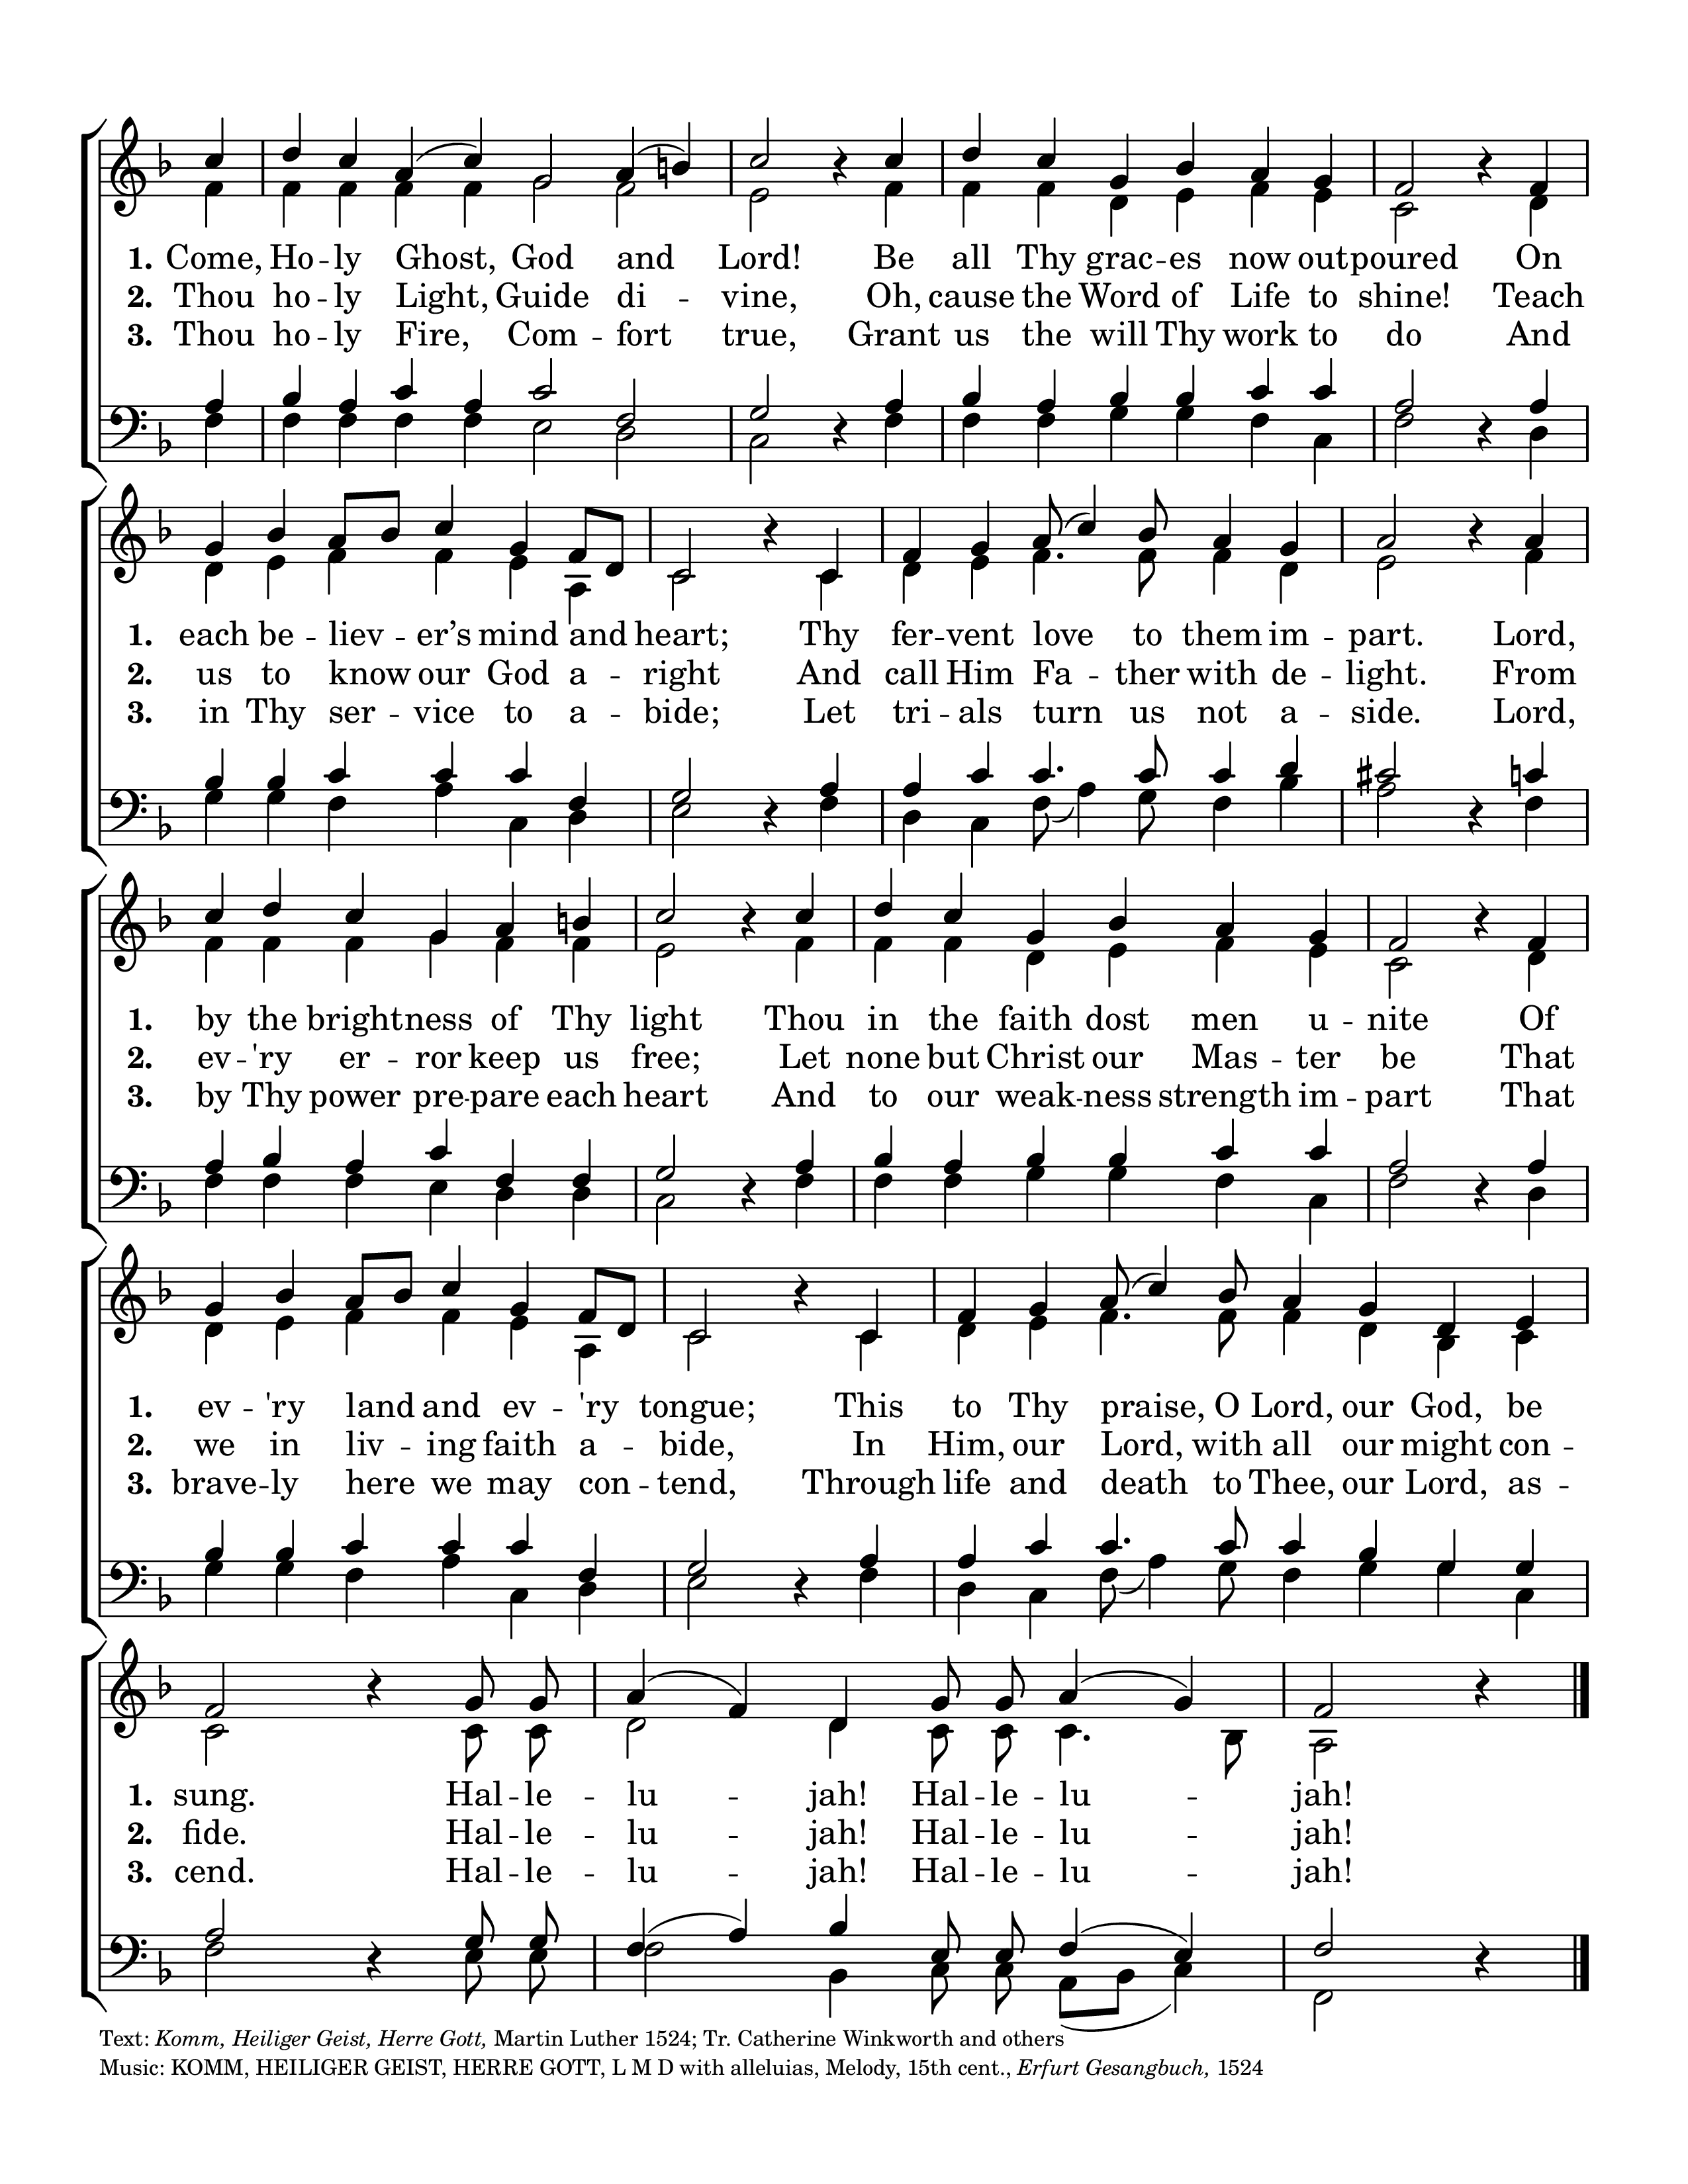 1. Come, Ho -- ly Ghost, God and Lord! Be all Thy grac -- es now outpoured On
2. Thou ho -- ly Light, Guide di -- vine, Oh, cause the Word of Life to shine! Teach
3. Thou ho -- ly Fire, Com -- fort true, Grant us the will Thy work to do And
1. each be -- liev -- er’s mind and heart; Thy fer -- vent love to them im -- part. Lord,
2. us to know our God a -- right And call Him Fa -- ther with de -- light. From
3. in Thy ser -- vice to a -- bide; Let tri -- als turn us not a -- side. Lord,
1. by the brightness of Thy light Thou in the faith dost men u -- nite Of
2. ev -- 'ry er -- ror keep us free; Let none but Christ our Mas -- ter be That
3. by Thy power pre -- pare each heart And to our weak -- ness strength im -- part That
1. ev -- 'ry land and ev -- 'ry tongue; This to Thy praise, O Lord, our God, be
2. we in liv -- ing faith a -- bide, In Him, our Lord, with all our might con --
3. brave -- ly here we may con -- tend, Through life and death to Thee, our Lord, as --
1. sung. Hal -- le -- lu -- jah! Hal -- le -- lu -- jah!
2. fide. Hal -- le -- lu -- jah! Hal -- le -- lu -- jah!
3. cend. Hal -- le -- lu -- jah! Hal -- le -- lu -- jah!
Text: Komm, Heiliger Geist, Herre Gott, Martin Luther 1524; Tr. Catherine Winkworth and others
Music: KOMM, HEILIGER GEIST, HERRE GOTT, L M D with alleluias, Melody, 15th cent., Erfurt Gesangbuch, 1524